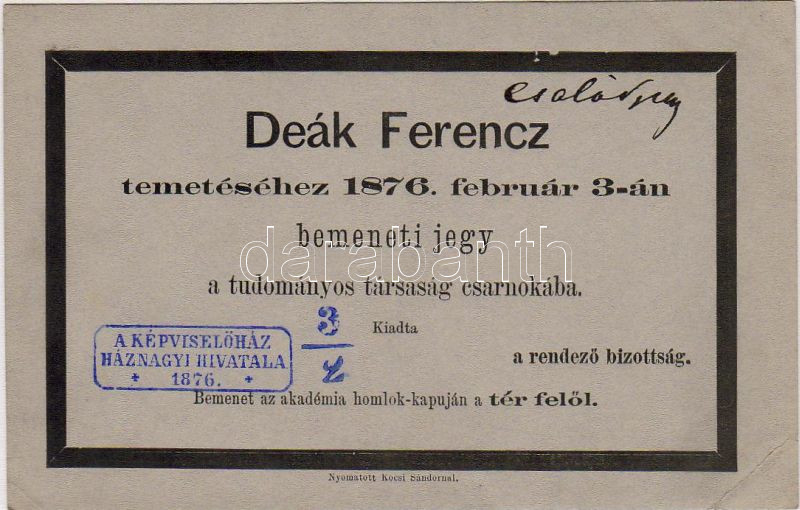 Deák Ferencz
temetéséhez 1876. február 3-án
bemeneti jegy
darabanth
a tudományos társaság csarnokába.
3
Kiadta
A KÉPVISELŐHÁZ
HÁZNAGYI HIVATALA
1876.
a rendező bizottság.
2
Bemenet az akadémia homlok-kapuján a tér felől.
Nyomatott Kocsi Sándornál.